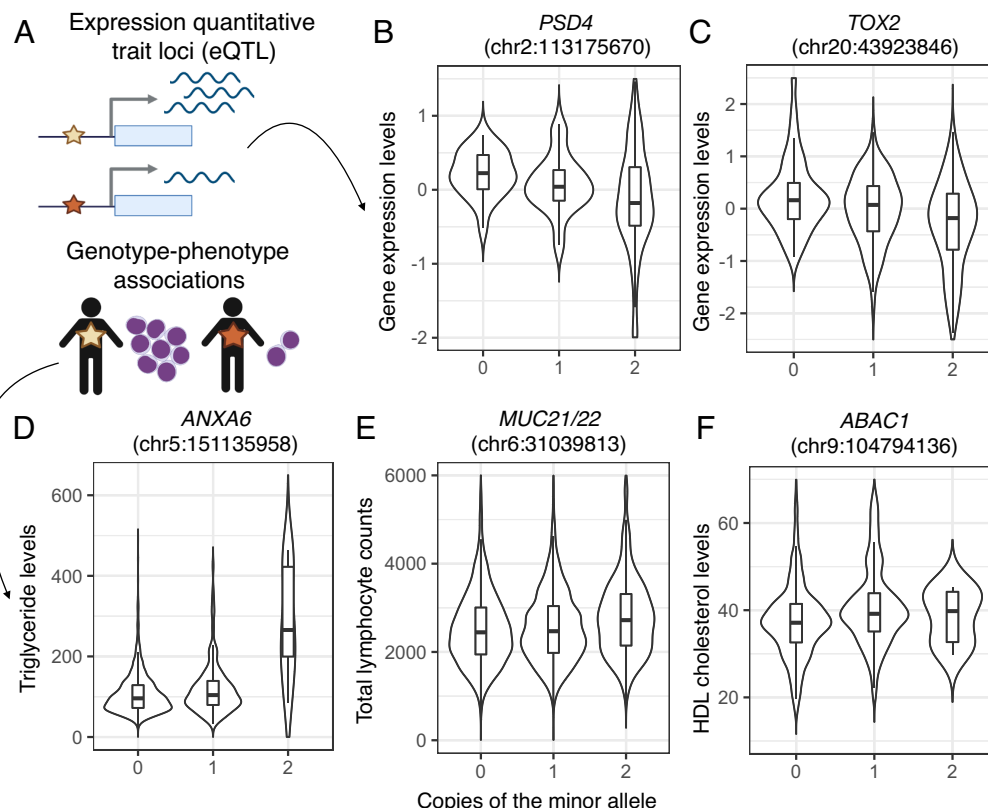 A
Expression quantitative
trait loci (eQTL)
Genotype-phenotype
associations
B
PSD4
(chr2:113175670)
Gene expression levels
1
0
-1
-2
0 1 2
C
TOX2
(chr20:43923846)
Gene expression levels
2
1
0
-1
-2
0 1 2
D
ANXA6
(chr5:151135958)
Triglyceride levels
600
400
200
0
0 1 2
E
MUC21/22
(chr6:31039813)
Total lymphocyte counts
6000
4000
2000
0
0 1 2
Copies of the minor allele
F
ABAC1
(chr9:104794136)
HDL cholesterol levels
60
40
20
0 1 2